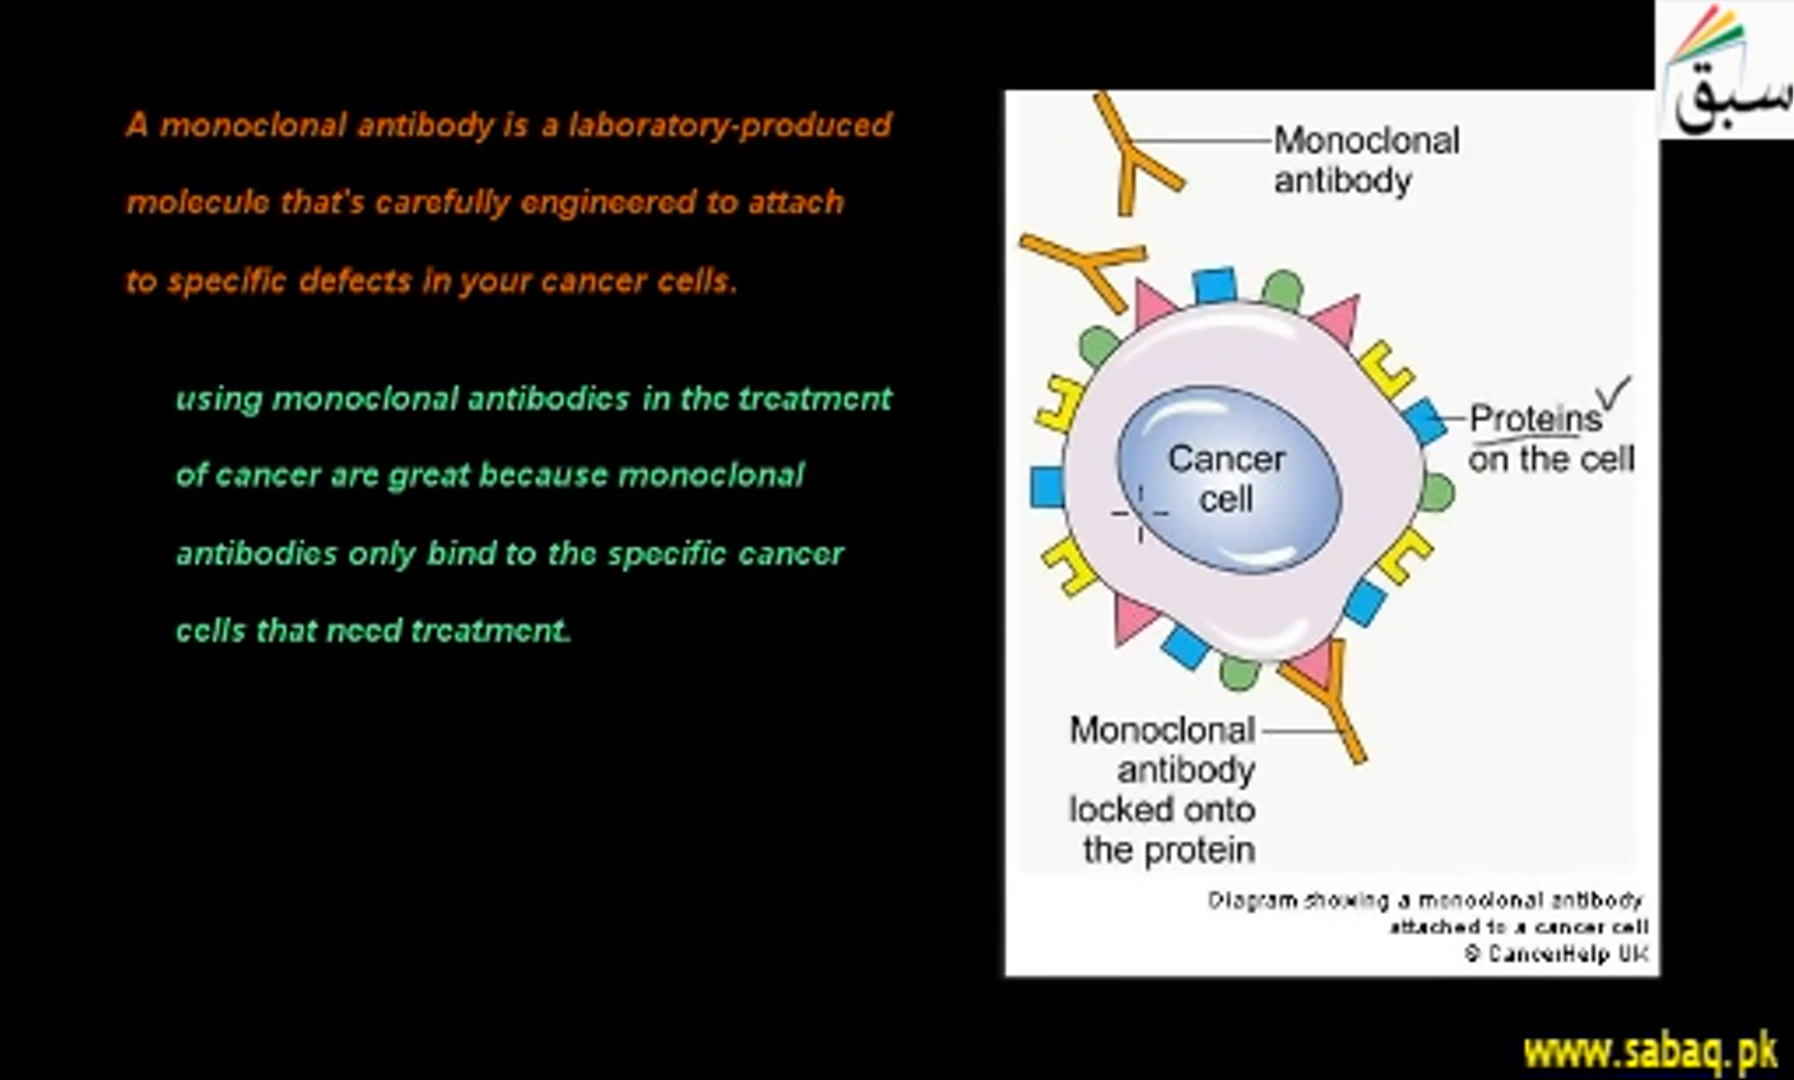 A monoclonal antibody is a laboratory-produced
molecule that's carefully engineered to attach
to specific defects in your cancer cells.
using monoclonal antibodies in the treatment
of cancer are great because monoclonal
antibodies only bind to the specific cancer
cells that need treatment.
سبق
Monoclonal
antibody
Proteins
on the cell
Cancer
cell
Monoclonal
antibody
locked onto
the protein
Diagram showing a monoclonal antibody
attached to a cancer cell
© CancerHelp UK
www.sabaq.pk